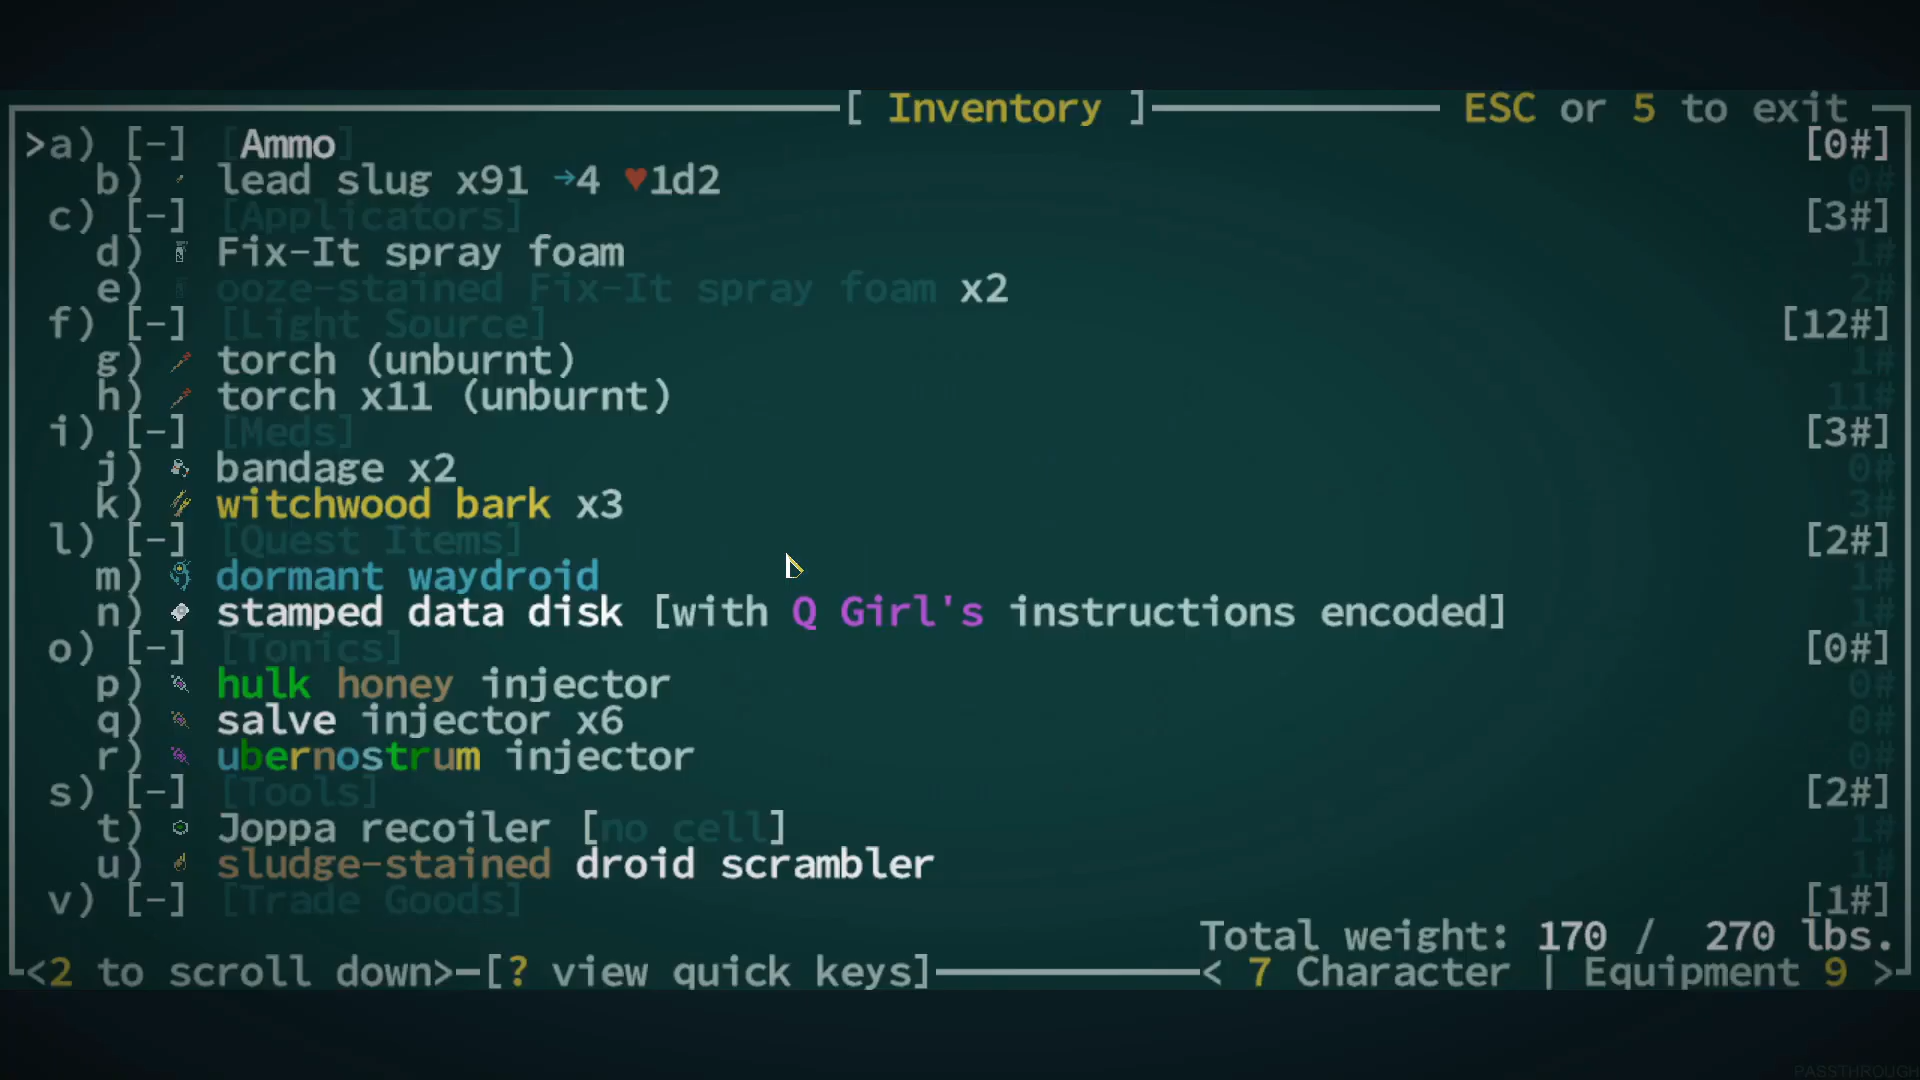 [ Inventory ] ESC or 5 to exit
>a) [-] [Ammo] [0#]
b) lead slug x91 →4 ♥1d2 0#
c) [-] [Applicators] [3#]
d) Fix-It spray foam 1#
e) ooze-stained Fix-It spray foam x2 2#
f) [-] [Light Source] [12#]
g) torch (unburnt) 1#
h) torch x11 (unburnt) 11#
i) [-] [Meds] [3#]
j) bandage x2 0#
k) witchwood bark x3 3#
l) [-] [Quest Items] [2#]
m) dormant waydroid 1#
n) stamped data disk [with Q Girl's instructions encoded] 1#
o) [-] [Tonics] [0#]
p) hulk honey injector 0#
q) salve injector x6 0#
r) ubernostrum injector 0#
s) [-] [Tools] [2#]
t) Joppa recoiler [no cell] 1#
u) sludge-stained droid scrambler 1#
v) [-] [Trade Goods] [1#]
Total weight: 170 / 270 lbs.
<2 to scroll down> [? view quick keys] < 7 Character | Equipment 9 >
PASSTHROUGH